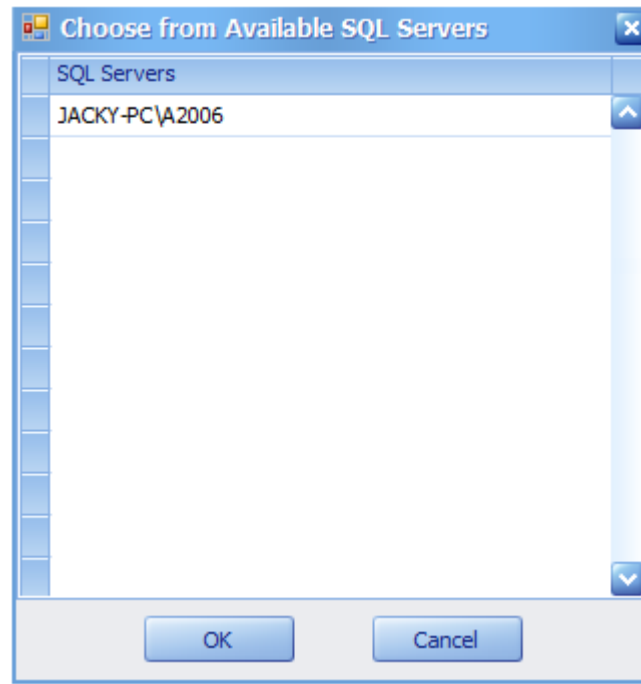 Choose from Available SQL Servers
SQL Servers
JACKY-PC\A2006
OK
Cancel